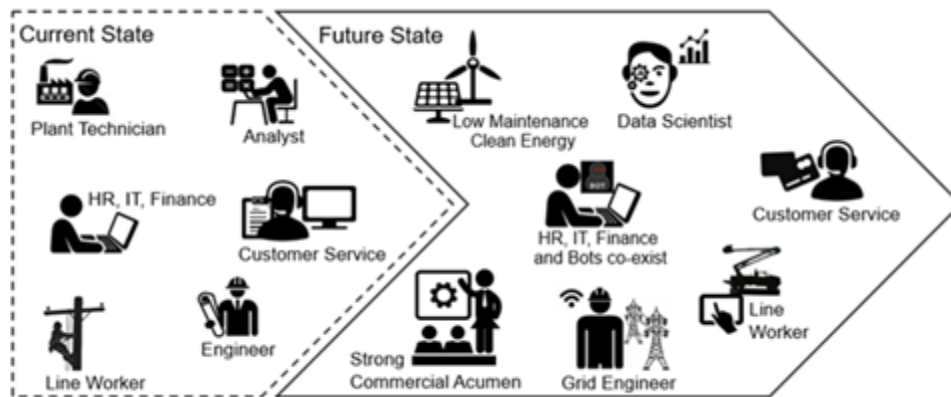 Current State
Plant Technician
Analyst
HR, IT, Finance
Customer Service
Engineer
Line Worker
Future State
Low Maintenance
Clean Energy
Data Scientist
BOT
HR, IT, Finance
and Bots co-exist
Customer Service
Strong
Commercial Acumen
Grid Engineer
Line
Worker